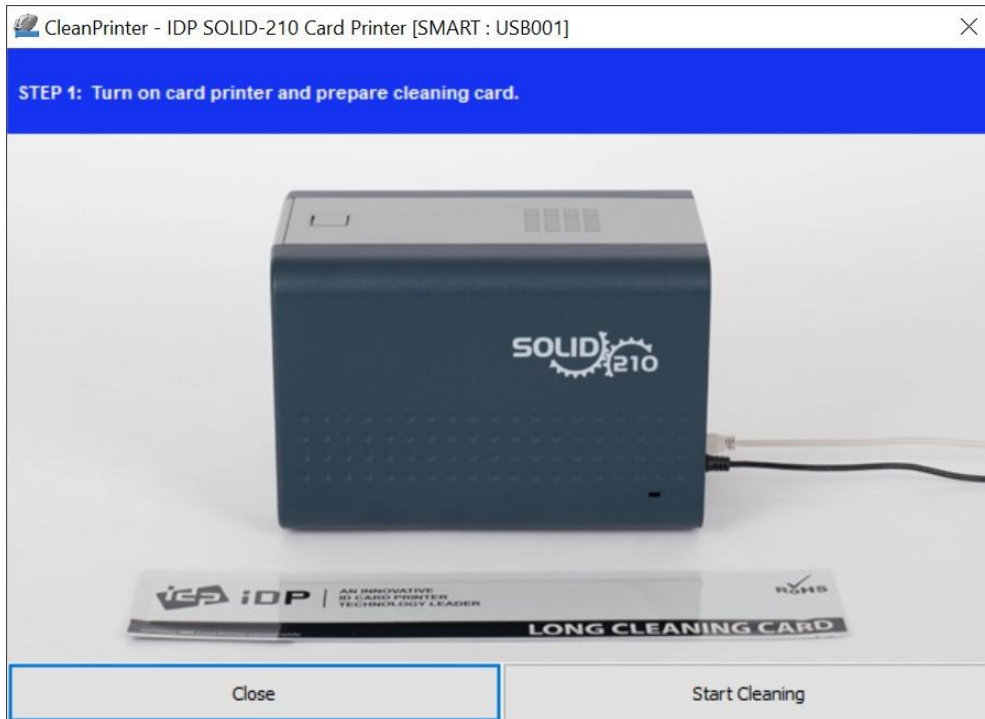 CleanPrinter - IDP SOLID-210 Card Printer [SMART : USB001]
STEP 1: Turn on card printer and prepare cleaning card.
SOLID
210
iDP
AN INNOVATIVE
ID CARD PRINTER
TECHNOLOGY LEADER
RoHS
LONG CLEANING CARD
Close
Start Cleaning